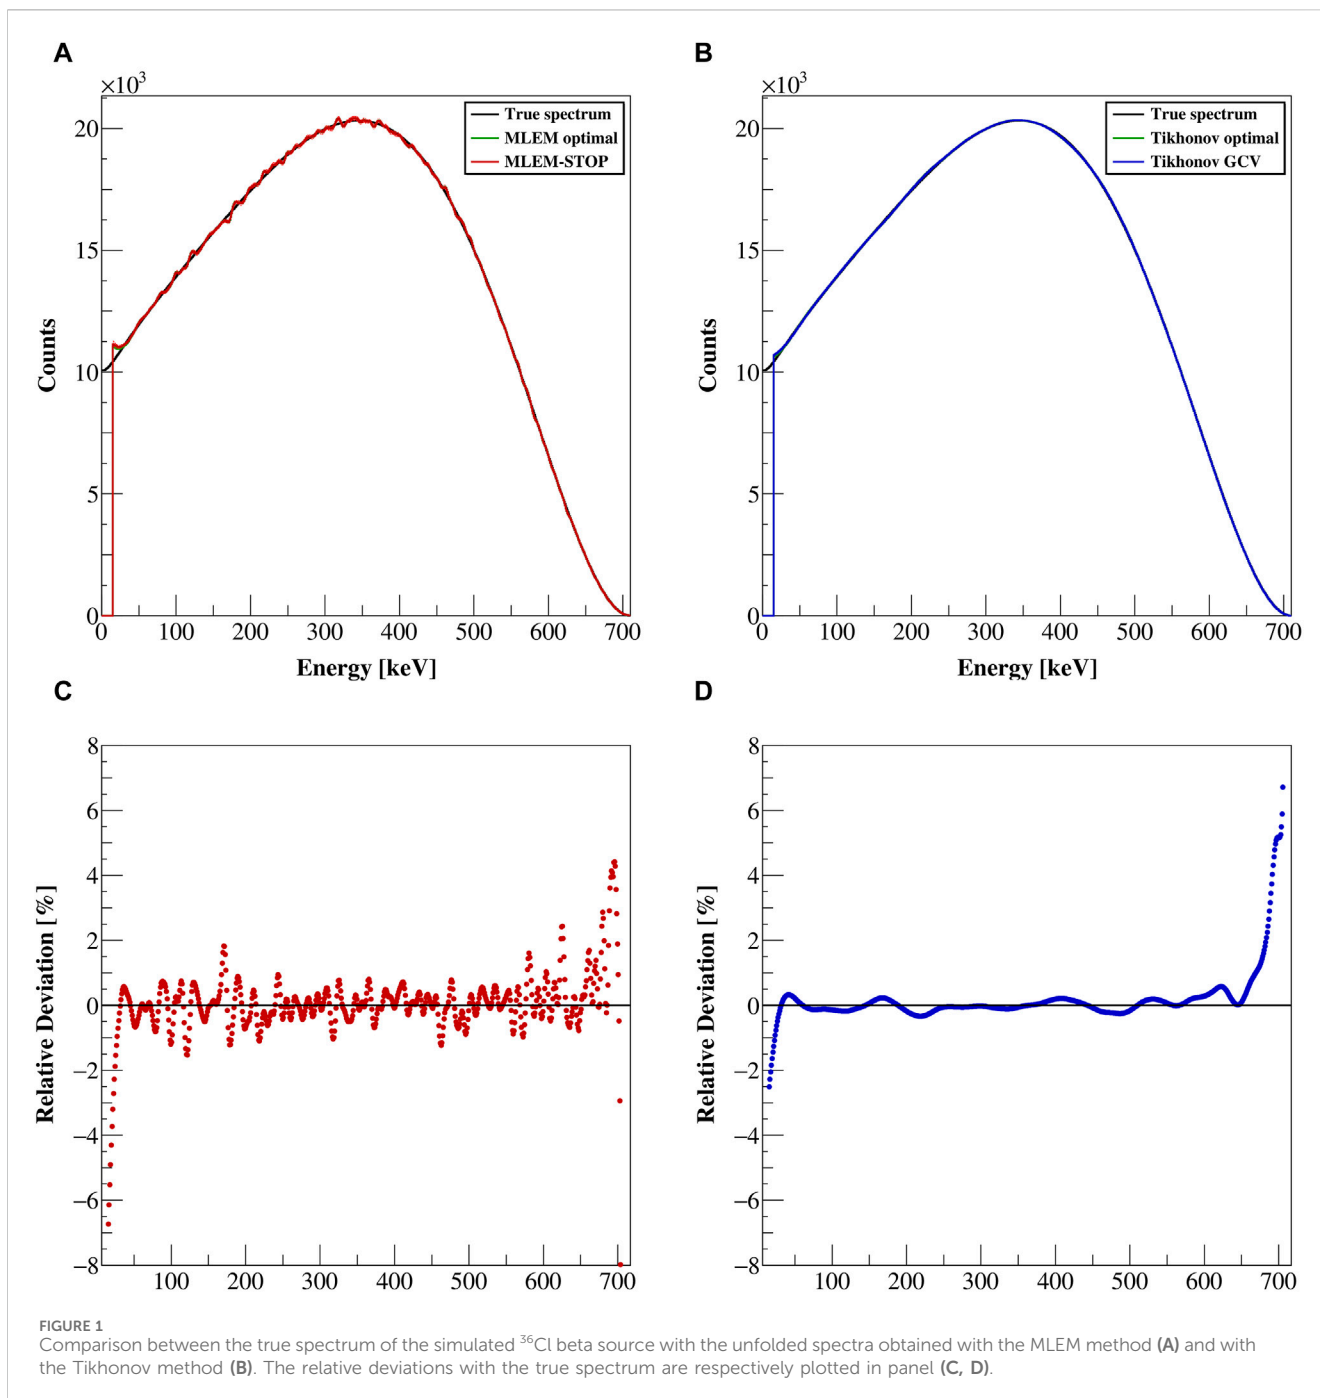 A
×10³
20
15
10
5
0
Counts
True spectrum
MLEM optimal
MLEM-STOP
0 100 200 300 400 500 600 700
Energy [keV]
B
×10³
20
15
10
5
0
Counts
True spectrum
Tikhonov optimal
Tikhonov GCV
0 100 200 300 400 500 600 700
Energy [keV]
C
8
6
4
2
0
−2
−4
−6
−8
Relative Deviation [%]
100 200 300 400 500 600 700
D
8
6
4
2
0
−2
−4
−6
−8
Relative Deviation [%]
100 200 300 400 500 600 700
FIGURE 1
Comparison between the true spectrum of the simulated ³⁶Cl beta source with the unfolded spectra obtained with the MLEM method (A) and with
the Tikhonov method (B). The relative deviations with the true spectrum are respectively plotted in panel (C, D).